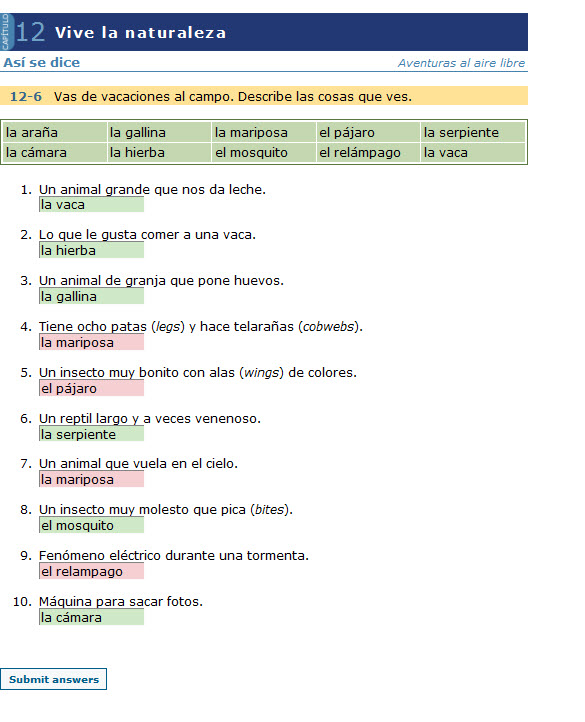 CAPÍTULO
12 Vive la naturaleza
Así se dice Aventuras al aire libre
12-6 Vas de vacaciones al campo. Describe las cosas que ves.
la araña la gallina la mariposa el pájaro la serpiente
la cámara la hierba el mosquito el relámpago la vaca
1. Un animal grande que nos da leche.
la vaca
2. Lo que le gusta comer a una vaca.
la hierba
3. Un animal de granja que pone huevos.
la gallina
4. Tiene ocho patas (legs) y hace telarañas (cobwebs).
la mariposa
5. Un insecto muy bonito con alas (wings) de colores.
el pájaro
6. Un reptil largo y a veces venenoso.
la serpiente
7. Un animal que vuela en el cielo.
la mariposa
8. Un insecto muy molesto que pica (bites).
el mosquito
9. Fenómeno eléctrico durante una tormenta.
el relampago
10. Máquina para sacar fotos.
la cámara
Submit answers